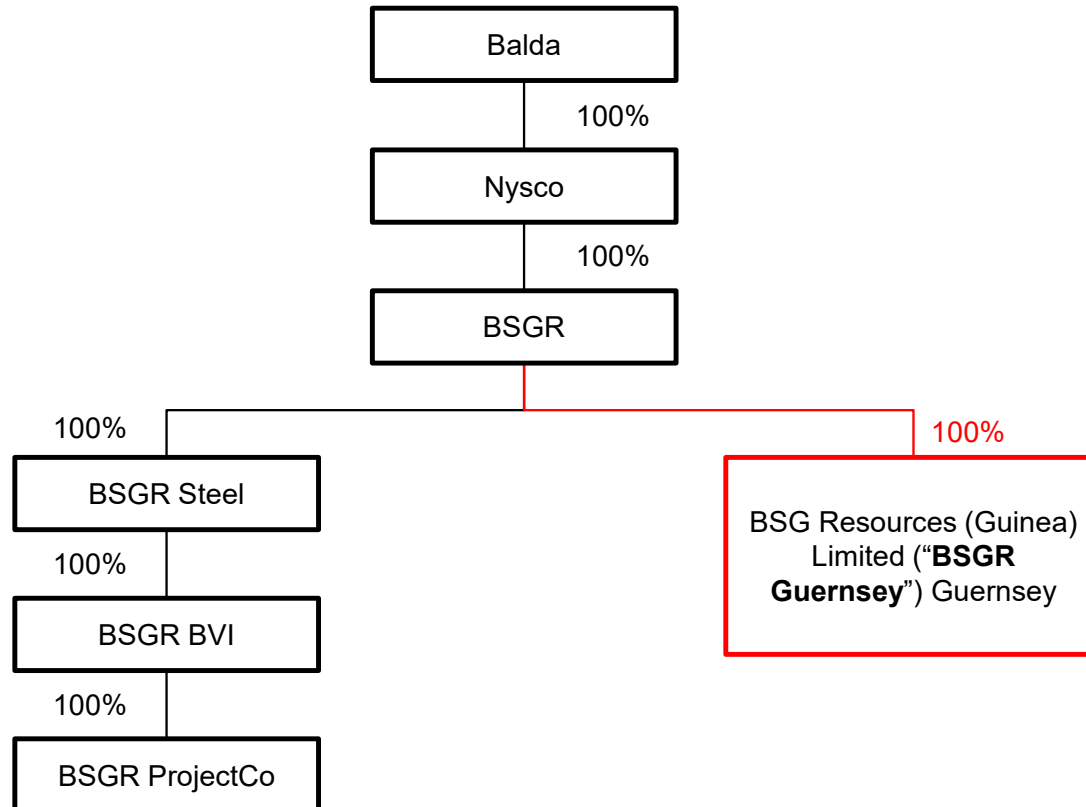 Balda
100%
Nysco
100%
BSGR
100%
100%
BSGR Steel
BSG Resources (Guinea)
Limited (“BSGR
Guernsey”) Guernsey
100%
BSGR BVI
100%
BSGR ProjectCo